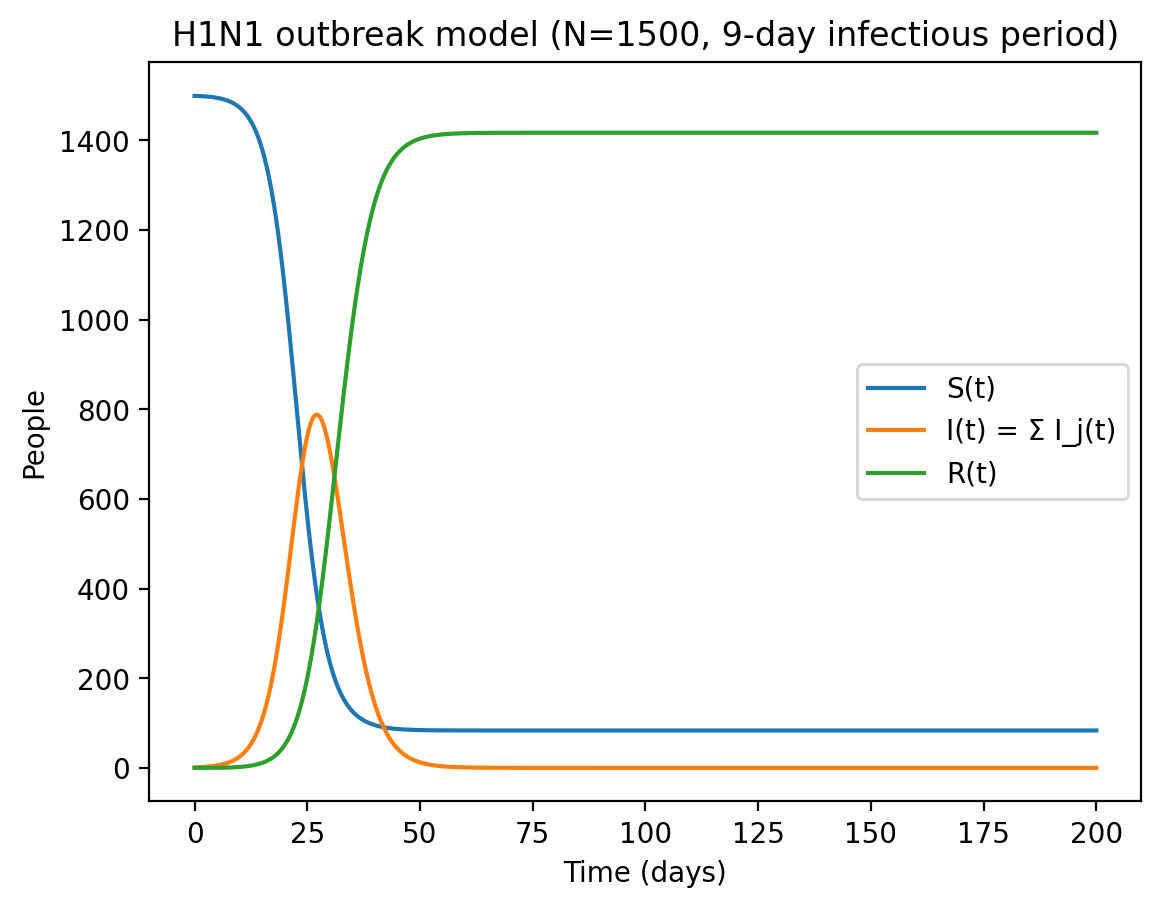 H1N1 outbreak model (N=1500, 9-day infectious period)
1400
1200
1000
800
600
400
200
0
People
S(t)
I(t) = Σ I_j(t)
R(t)
0 25 50 75 100 125 150 175 200
Time (days)